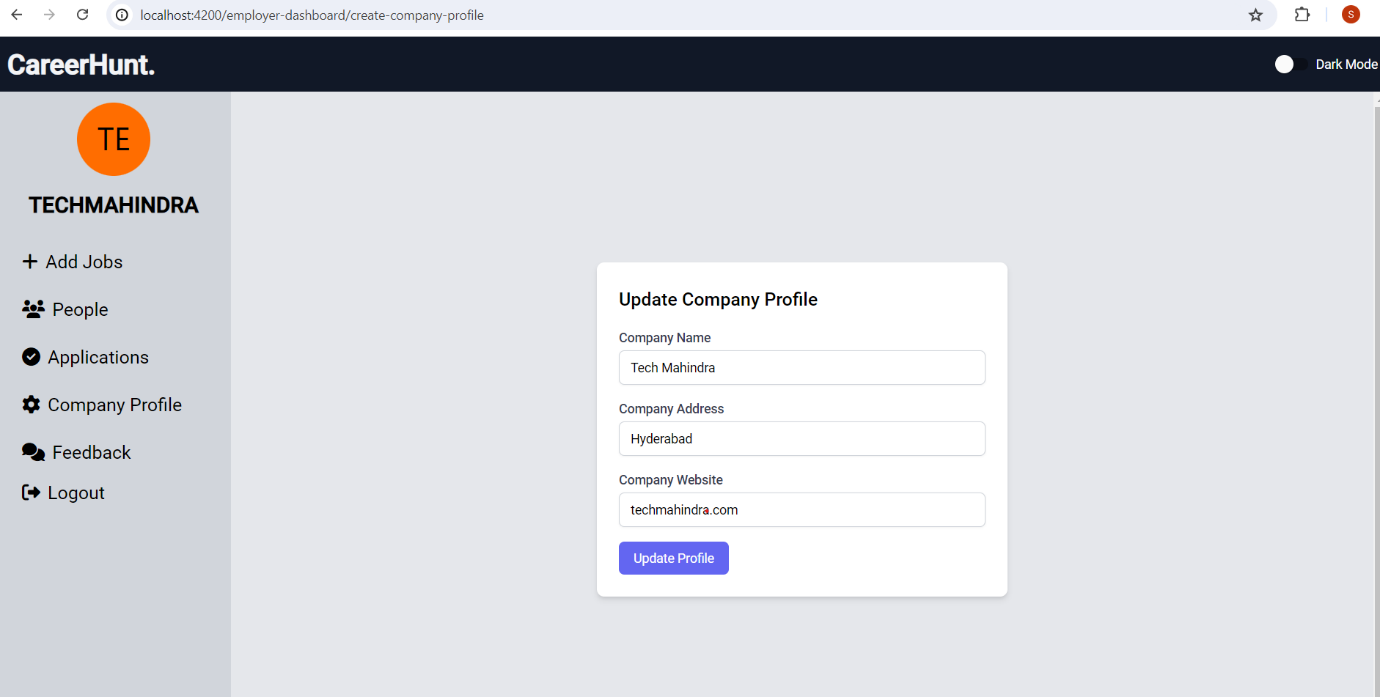 localhost:4200/employer-dashboard/create-company-profile
S
CareerHunt.
Dark Mode
TE
TECHMAHINDRA
Add Jobs
People
Applications
Company Profile
Feedback
Logout
Update Company Profile
Company Name
Tech Mahindra
Company Address
Hyderabad
Company Website
techmahindra.com
Update Profile